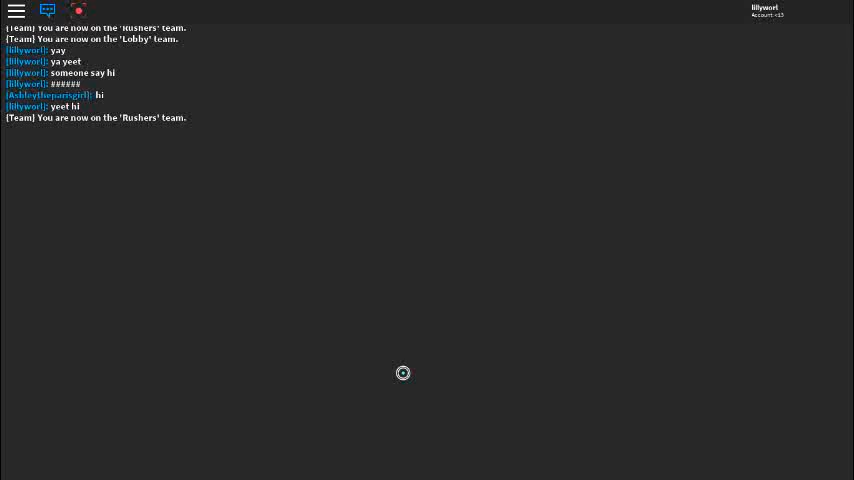 lillyworl
Account: <13
{Team} You are now on the 'Rushers' team.
{Team} You are now on the 'Lobby' team.
[lillyworl]: yay
[lillyworl]: ya yeet
[lillyworl]: someone say hi
[lillyworl]: ######
[Ashleytheparisgirl]: hi
[lillyworl]: yeet hi
{Team} You are now on the 'Rushers' team.